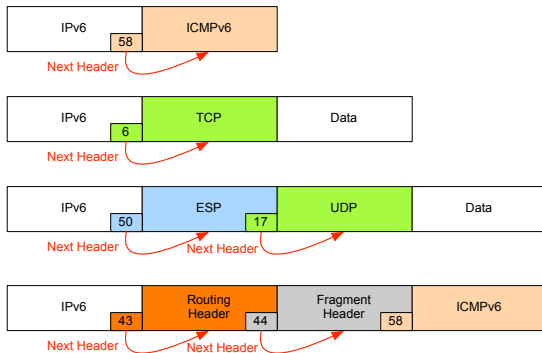 IPv6 ICMPv6
58
Next Header
IPv6 TCP Data
6
Next Header
IPv6 ESP UDP Data
50 17
Next Header Next Header
IPv6 Routing Header Fragment Header ICMPv6
43 44 58
Next Header Next Header